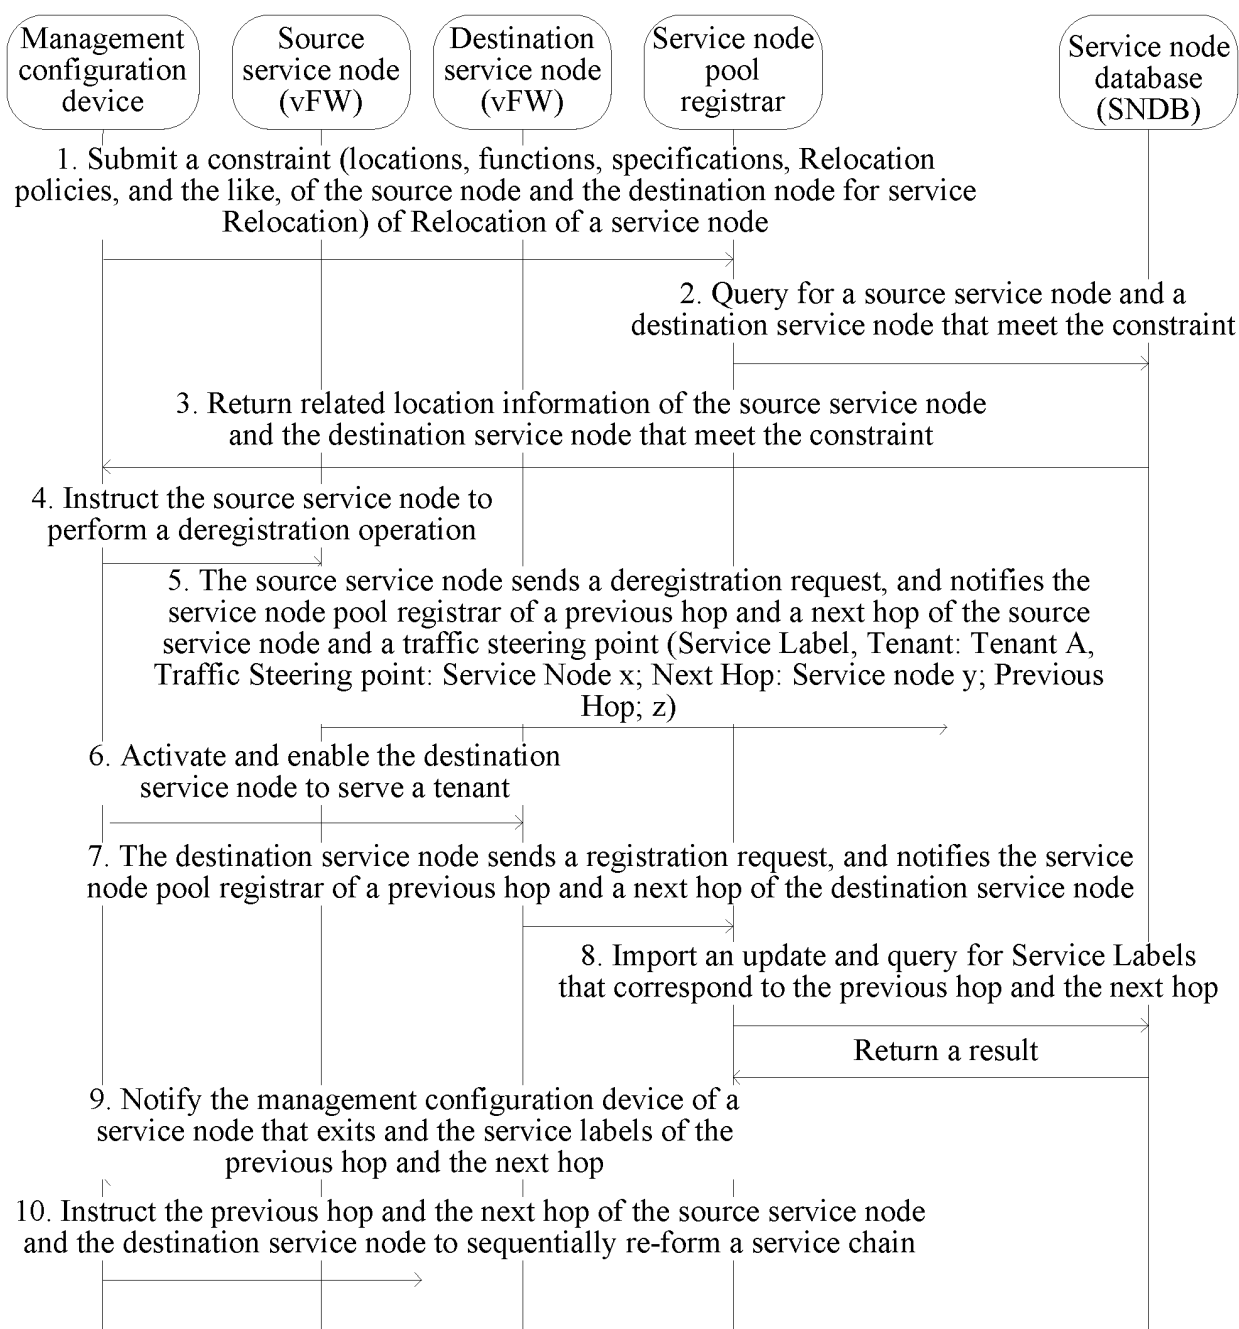 Management
configuration
device
Source
service node
(vFW)
Destination
service node
(vFW)
Service node
pool
registrar
Service node
database
(SNDB)
1. Submit a constraint (locations, functions, specifications, Relocation
policies, and the like, of the source node and the destination node for service
Relocation) of Relocation of a service node
2. Query for a source service node and a
destination service node that meet the constraint
3. Return related location information of the source service node
and the destination service node that meet the constraint
4. Instruct the source service node to
perform a deregistration operation
5. The source service node sends a deregistration request, and notifies the
service node pool registrar of a previous hop and a next hop of the source
service node and a traffic steering point (Service Label, Tenant: Tenant A,
Traffic Steering point: Service Node x; Next Hop: Service node y; Previous
Hop; z)
6. Activate and enable the destination
service node to serve a tenant
7. The destination service node sends a registration request, and notifies the service
node pool registrar of a previous hop and a next hop of the destination service node
8. Import an update and query for Service Labels
that correspond to the previous hop and the next hop
Return a result
9. Notify the management configuration device of a
service node that exits and the service labels of the
previous hop and the next hop
10. Instruct the previous hop and the next hop of the source service node
and the destination service node to sequentially re-form a service chain